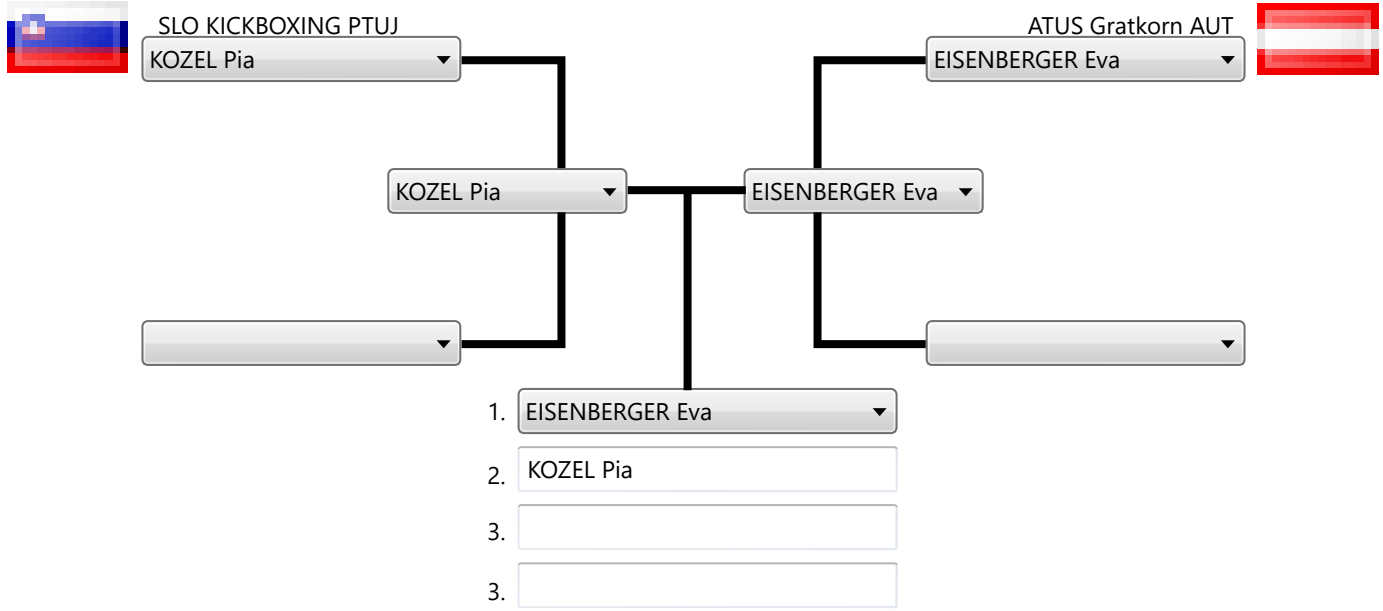 SLO KICKBOXING PTUJ
ATUS Gratkorn AUT
KOZEL Pia
EISENBERGER Eva
KOZEL Pia
EISENBERGER Eva
1. EISENBERGER Eva
2. KOZEL Pia
3.
3.